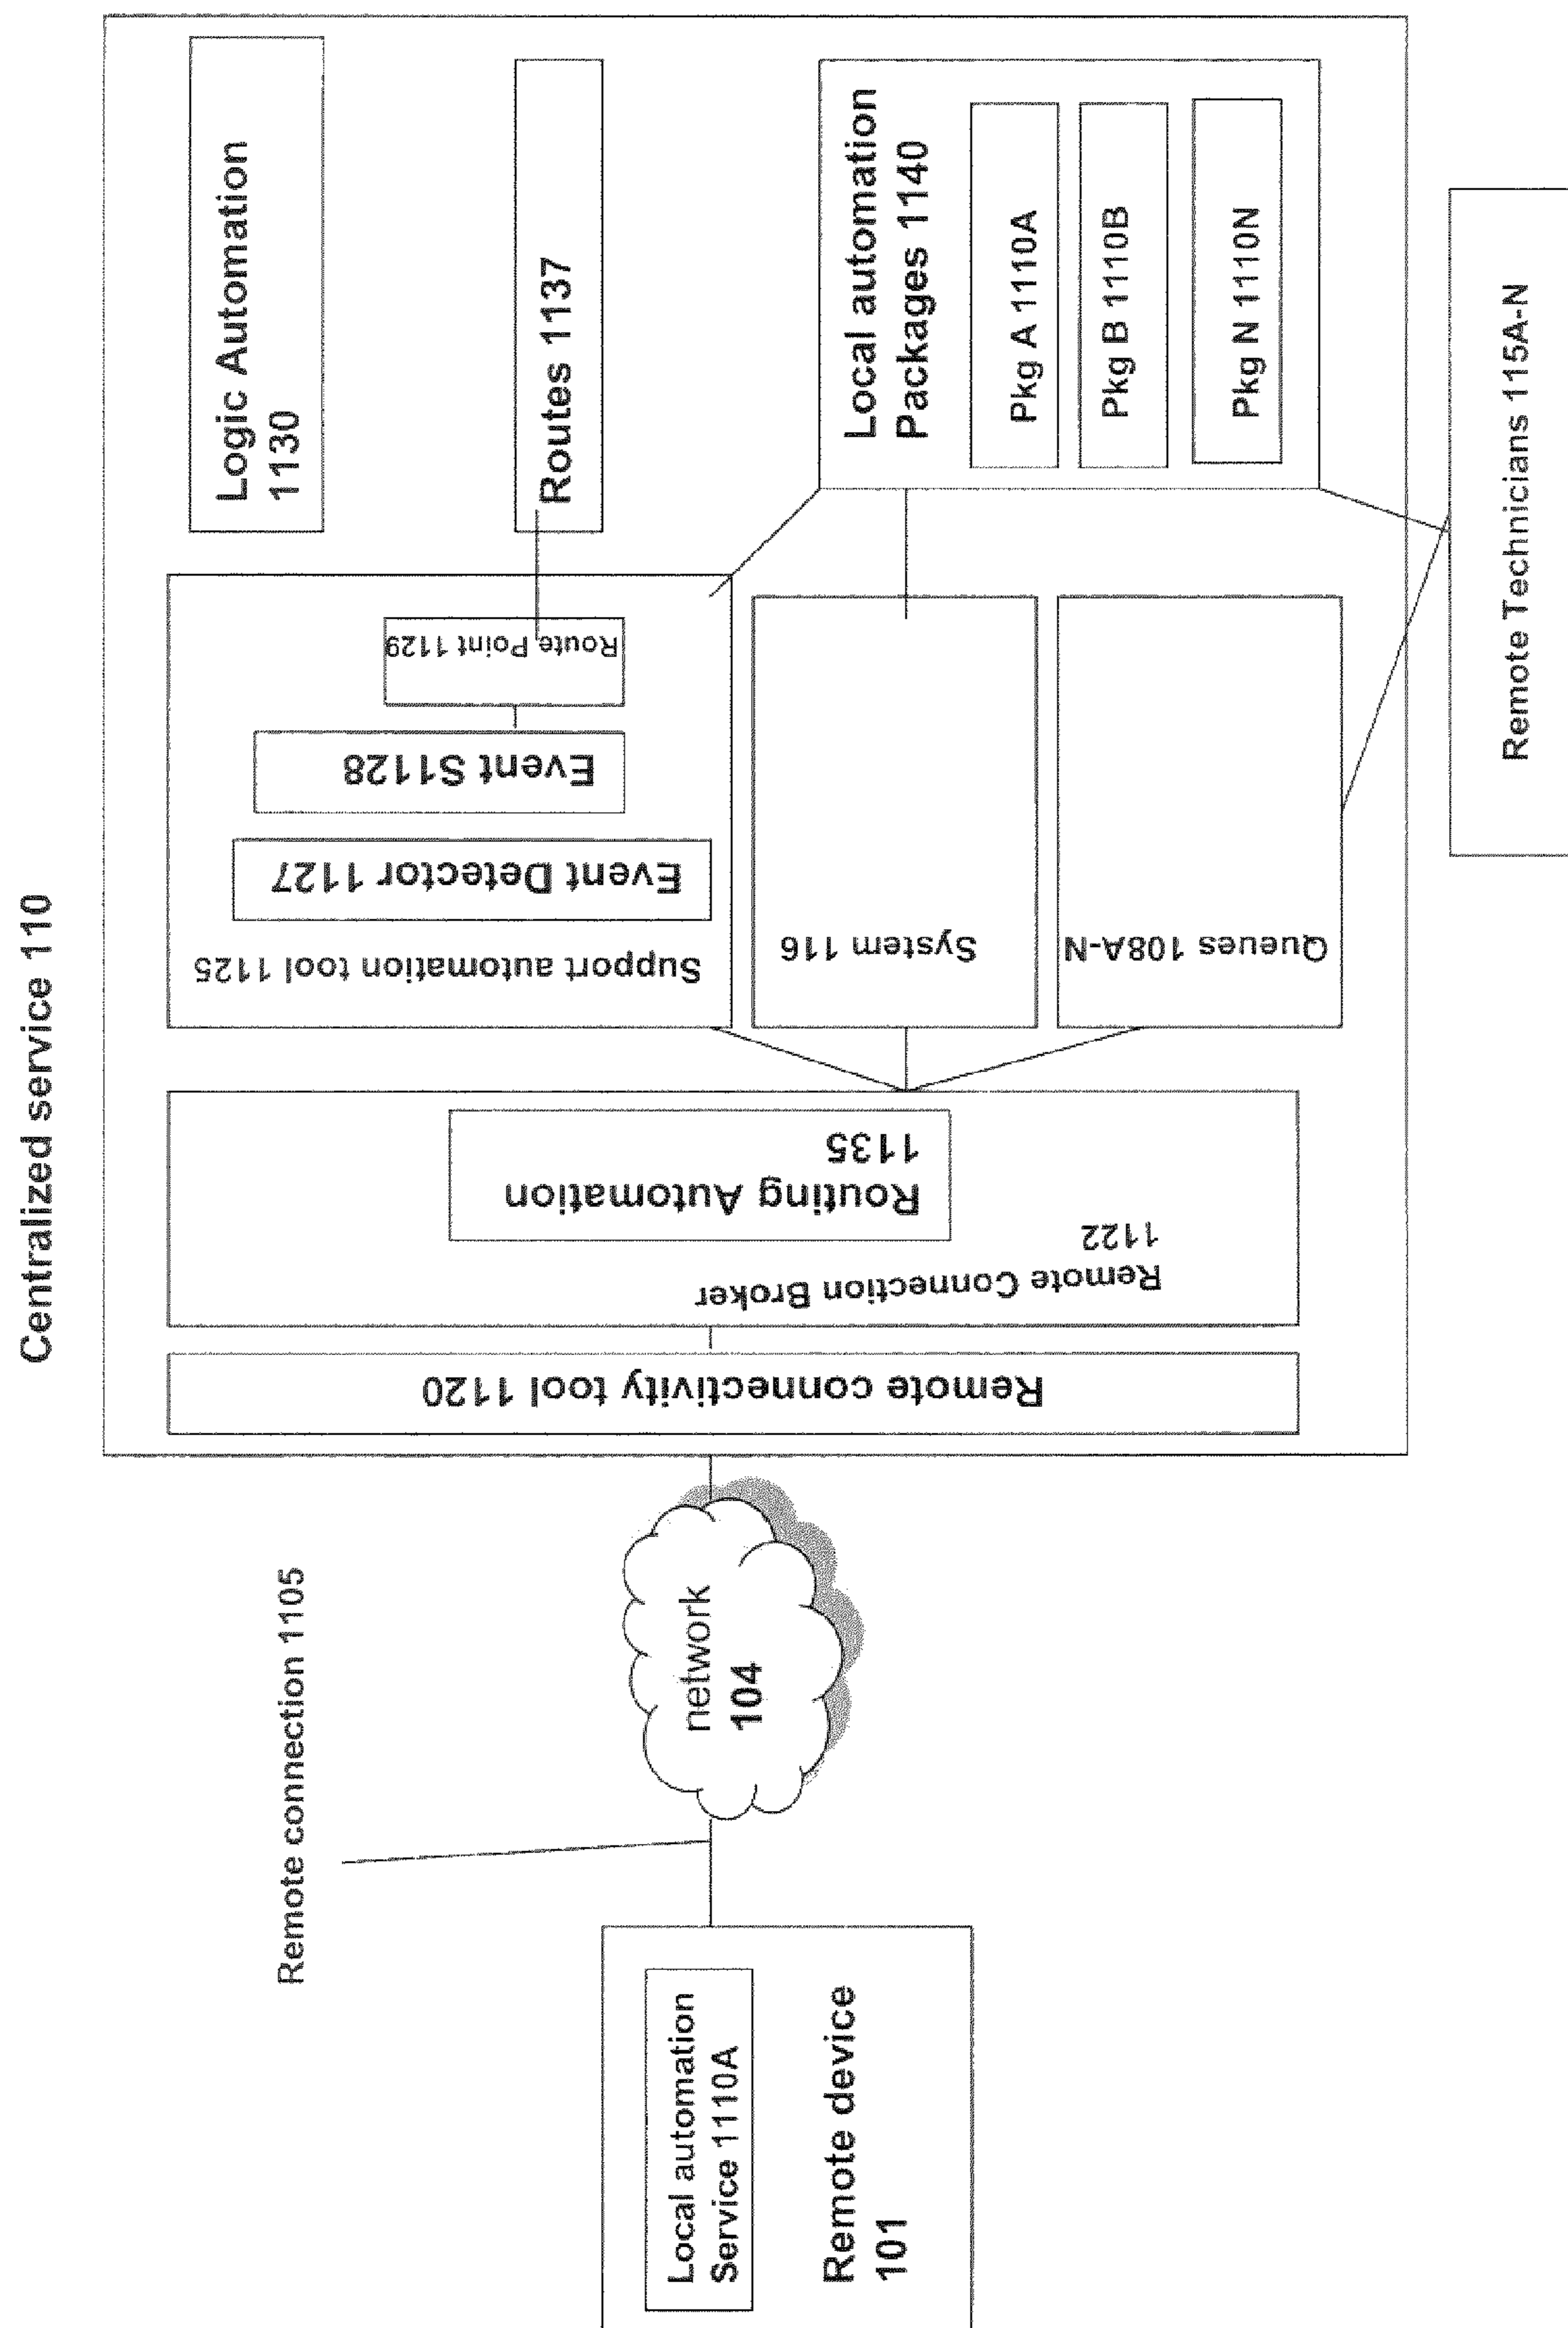 Centralized service 110
Logic Automation
1130
Routes 1137
Local automation
Packages 1140
Pkg A 1110A
Pkg B 1110B
Pkg N 1110N
Remote Technicians 115A-N
Support automation tool 1125
Event Detector 1127
Event S1128
Route Point 1129
System 116
Queues 108A-N
Routing Automation
1135
Remote Connection Broker
1122
Remote connectivity tool 1120
network
104
Remote connection 1105
Local automation
Service 1110A
Remote device
101